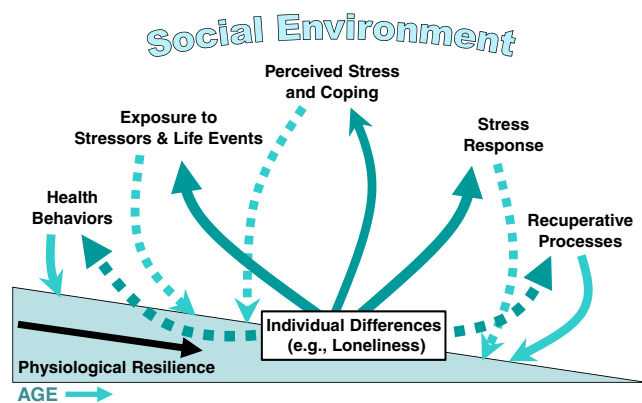 Social Environment
Perceived Stress
and Coping
Exposure to
Stressors & Life Events
Stress
Response
Health
Behaviors
Recuperative
Processes
Individual Differences
(e.g., Loneliness)
Physiological Resilience
AGE